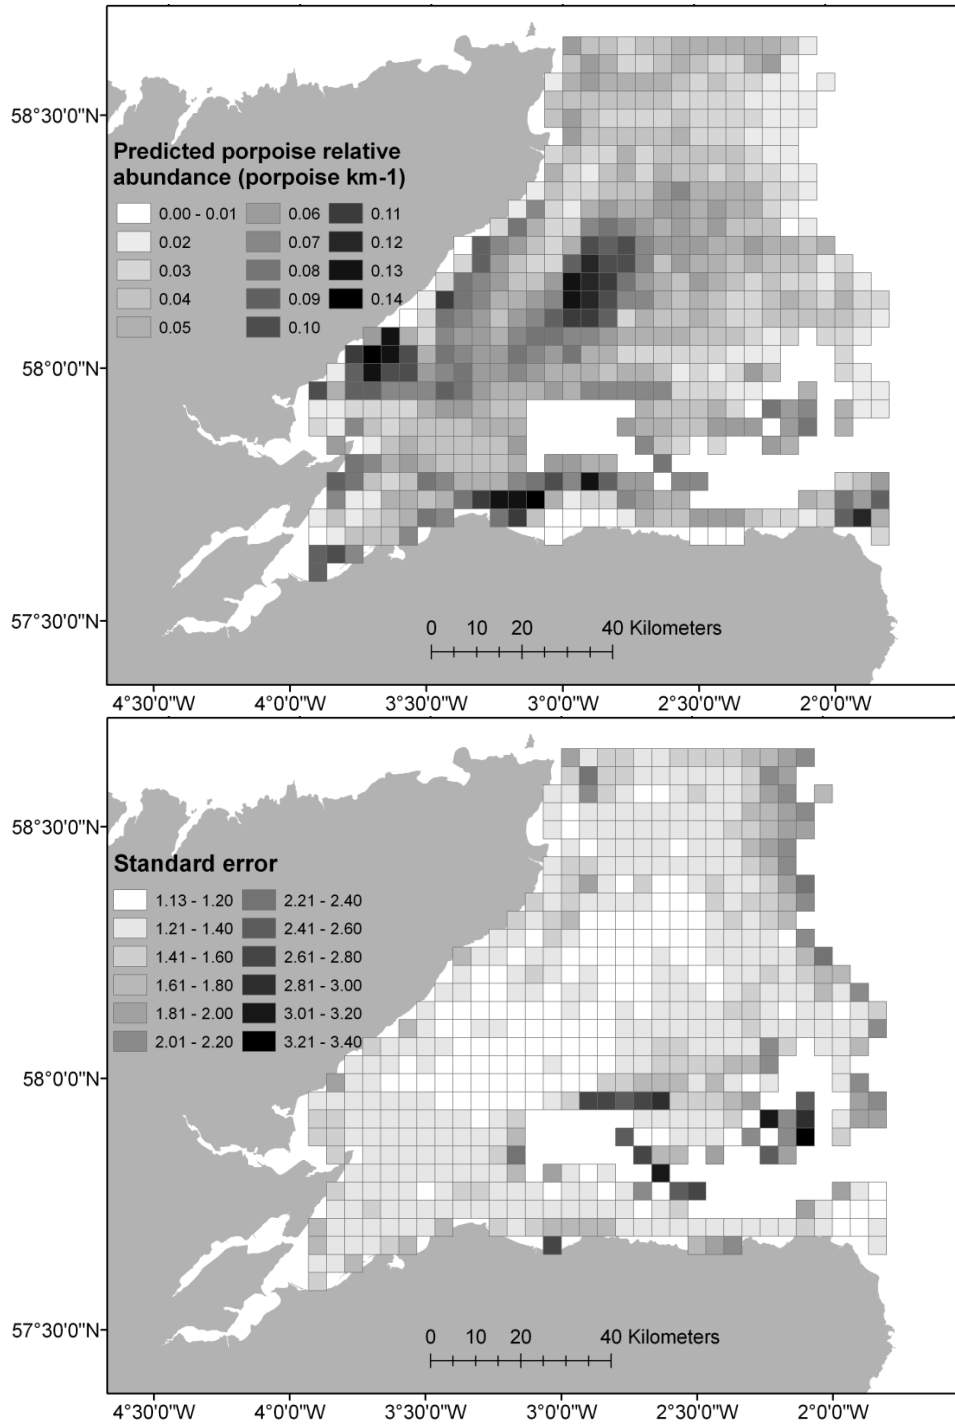 58°30'0"N
Predicted porpoise relative
abundance (porpoise km-1)
0.00 - 0.01 0.06 0.11
0.02 0.07 0.12
0.03 0.08 0.13
0.04 0.09 0.14
0.05 0.10
58°0'0"N
57°30'0"N
0 10 20 40 Kilometers
4°30'0"W 4°0'0"W 3°30'0"W 3°0'0"W 2°30'0"W 2°0'0"W
58°30'0"N
Standard error
1.13 - 1.20 2.21 - 2.40
1.21 - 1.40 2.41 - 2.60
1.41 - 1.60 2.61 - 2.80
1.61 - 1.80 2.81 - 3.00
1.81 - 2.00 3.01 - 3.20
2.01 - 2.20 3.21 - 3.40
58°0'0"N
57°30'0"N
0 10 20 40 Kilometers
4°30'0"W 4°0'0"W 3°30'0"W 3°0'0"W 2°30'0"W 2°0'0"W